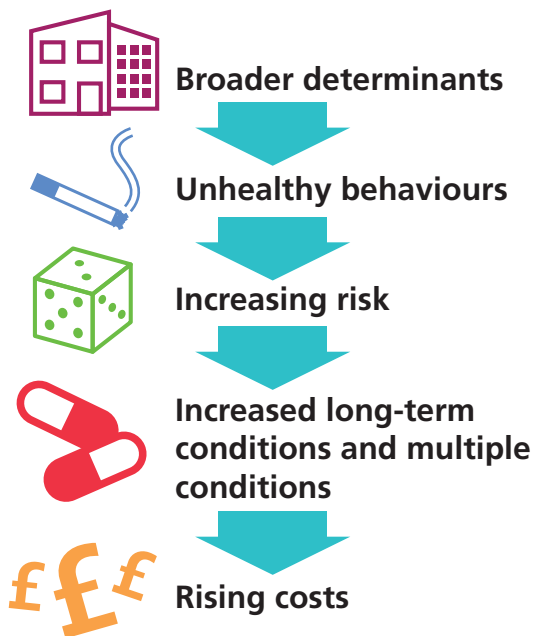 Broader determinants
Unhealthy behaviours
Increasing risk
Increased long-term
conditions and multiple
conditions
£££
Rising costs